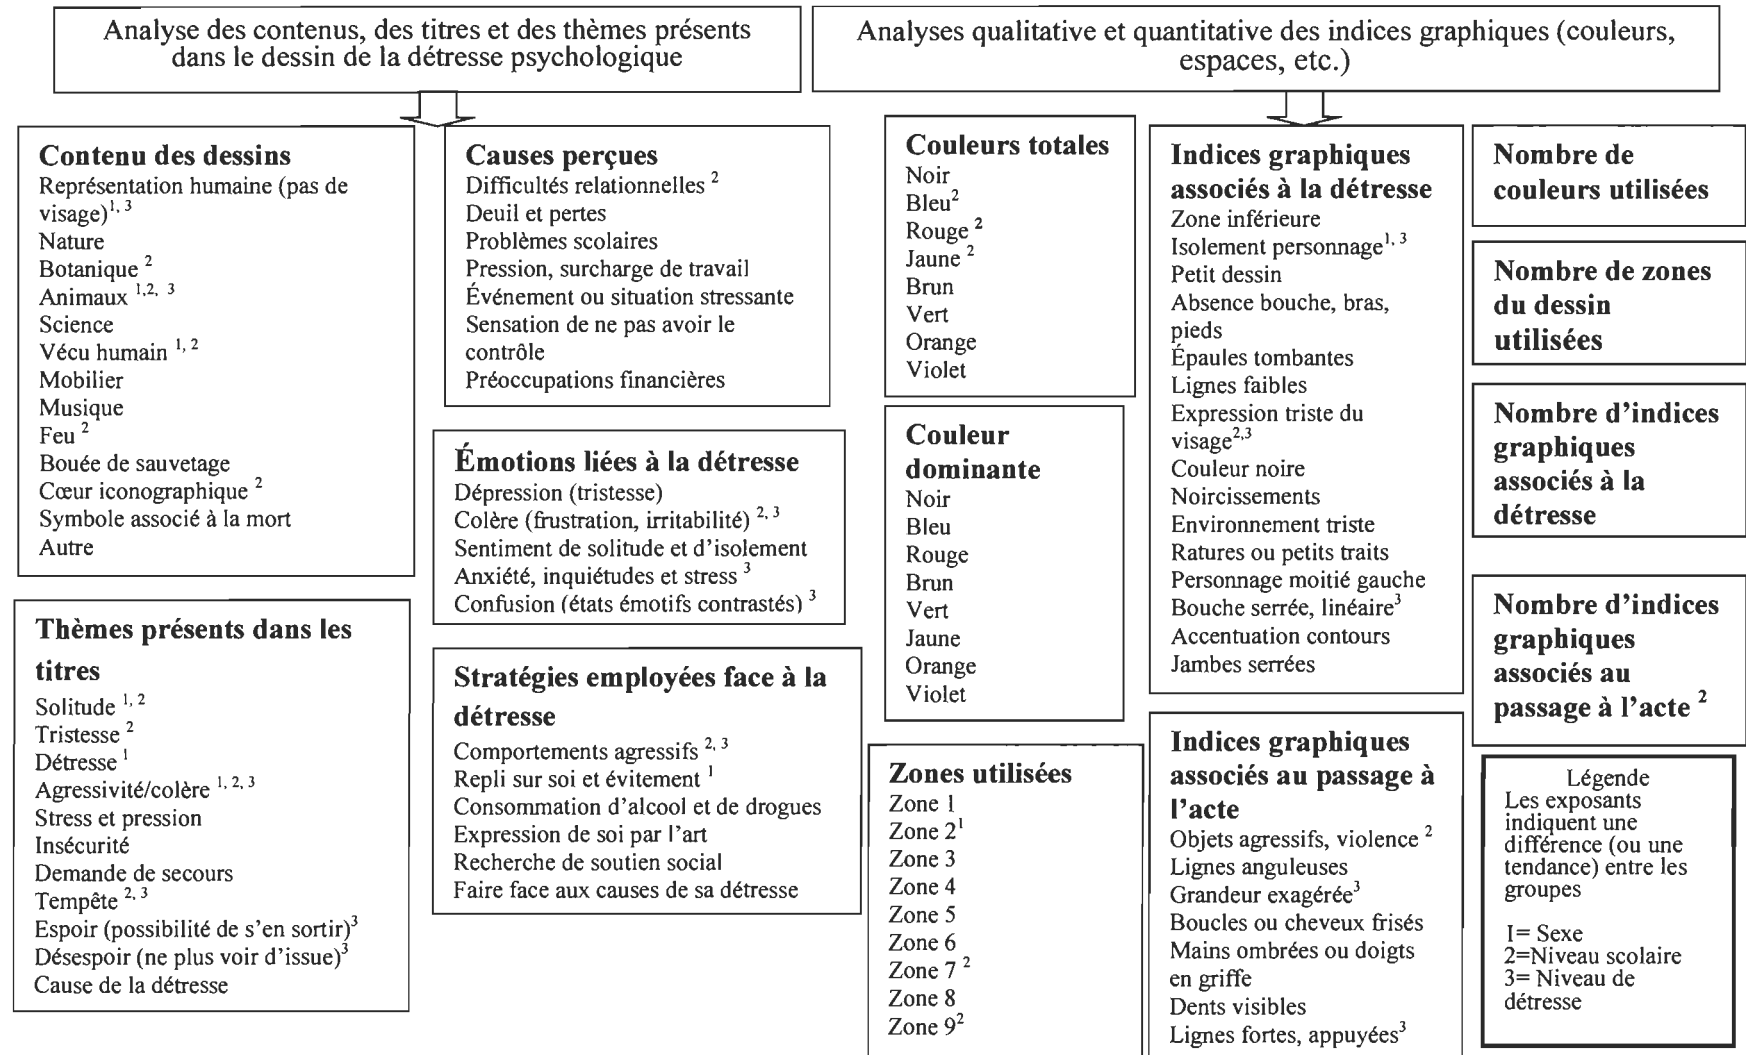 Analyse des contenus, des titres et des thèmes présents
dans le dessin de la détresse psychologique
Analyses qualitative et quantitative des indices graphiques (couleurs,
espaces, etc.)
Contenu des dessins
Représentation humaine (pas de
visage)¹, ³
Nature
Botanique ²
Animaux ¹,², ³
Science
Vécu humain ¹, ²
Mobilier
Musique
Feu ²
Bouée de sauvetage
Cœur iconographique ²
Symbole associé à la mort
Autre
Thèmes présents dans les
titres
Solitude ¹, ²
Tristesse ²
Détresse ¹
Agressivité/colère ¹, ², ³
Stress et pression
Insécurité
Demande de secours
Tempête ², ³
Espoir (possibilité de s'en sortir)³
Désespoir (ne plus voir d'issue)³
Cause de la détresse
Causes perçues
Difficultés relationnelles ²
Deuil et pertes
Problèmes scolaires
Pression, surcharge de travail
Événement ou situation stressante
Sensation de ne pas avoir le
contrôle
Préoccupations financières
Émotions liées à la détresse
Dépression (tristesse)
Colère (frustration, irritabilité) ², ³
Sentiment de solitude et d'isolement
Anxiété, inquiétudes et stress ³
Confusion (états émotifs contrastés) ³
Stratégies employées face à la
détresse
Comportements agressifs ², ³
Repli sur soi et évitement ¹
Consommation d'alcool et de drogues
Expression de soi par l'art
Recherche de soutien social
Faire face aux causes de sa détresse
Couleurs totales
Noir
Bleu²
Rouge ²
Jaune ²
Brun
Vert
Orange
Violet
Couleur
dominante
Noir
Bleu
Rouge
Brun
Vert
Jaune
Orange
Violet
Zones utilisées
Zone 1
Zone 2¹
Zone 3
Zone 4
Zone 5
Zone 6
Zone 7 ²
Zone 8
Zone 9²
Indices graphiques
associés à la détresse
Zone inférieure
Isolement personnage¹, ³
Petit dessin
Absence bouche, bras,
pieds
Épaules tombantes
Lignes faibles
Expression triste du
visage²,³
Couleur noire
Noircissements
Environnement triste
Ratures ou petits traits
Personnage moitié gauche
Bouche serrée, linéaire³
Accentuation contours
Jambes serrées
Indices graphiques
associés au passage à
l'acte
Objets agressifs, violence ²
Lignes anguleuses
Grandeur exagérée³
Boucles ou cheveux frisés
Mains ombrées ou doigts
en griffe
Dents visibles
Lignes fortes, appuyées³
Nombre de
couleurs utilisées
Nombre de zones
du dessin
utilisées
Nombre d'indices
graphiques
associés à la
détresse
Nombre d'indices
graphiques
associés au
passage à l'acte ²
Légende
Les exposants
indiquent une
différence (ou une
tendance) entre les
groupes
1= Sexe
2=Niveau scolaire
3= Niveau de
détresse